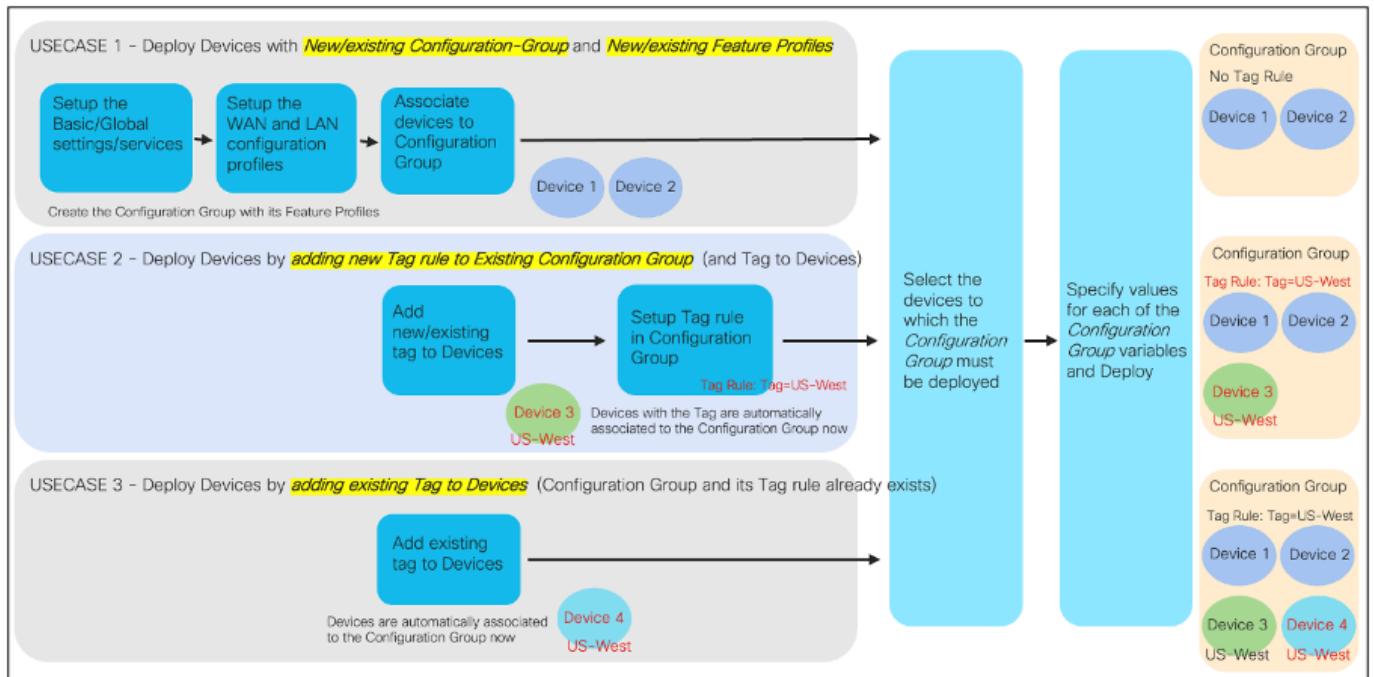 USECASE 1 - Deploy Devices with New/existing Configuration-Group and New/existing Feature Profiles
Setup the
Basic/Global
settings/services
Setup the
WAN and LAN
configuration
profiles
Associate
devices to
Configuration
Group
Device 1
Device 2
Create the Configuration Group with its Feature Profiles
USECASE 2 - Deploy Devices by adding new Tag rule to Existing Configuration Group (and Tag to Devices)
Add
new/existing
tag to Devices
Setup Tag rule
in Configuration
Group
Tag Rule: Tag=US-West
Device 3
US-West
Devices with the Tag are automatically
associated to the Configuration Group now
USECASE 3 - Deploy Devices by adding existing Tag to Devices (Configuration Group and its Tag rule already exists)
Add existing
tag to Devices
Devices are automatically associated
to the Configuration Group now
Device 4
US-West
Select the
devices to
which the
Configuration
Group must
be deployed
Specify values
for each of the
Configuration
Group variables
and Deploy
Configuration Group
No Tag Rule
Device 1
Device 2
Configuration Group
Tag Rule: Tag=US-West
Device 1
Device 2
Device 3
US-West
Configuration Group
Tag Rule: Tag=US-West
Device 1
Device 2
Device 3
Device 4
US-West
US-West